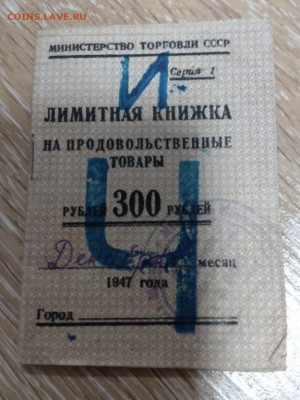 COINS.LAVE.RU
МИНИСТЕРСТВО ТОРГОВЛИ СССР
И
Серия I
ЛИМИТНАЯ КНИЖКА
НА ПРОДОВОЛЬСТВЕННЫЕ
ТОВАРЫ
РУБЛЕЙ 300 РУБЛЕЙ
Ч
Декабрь месяц
1947 года
Город